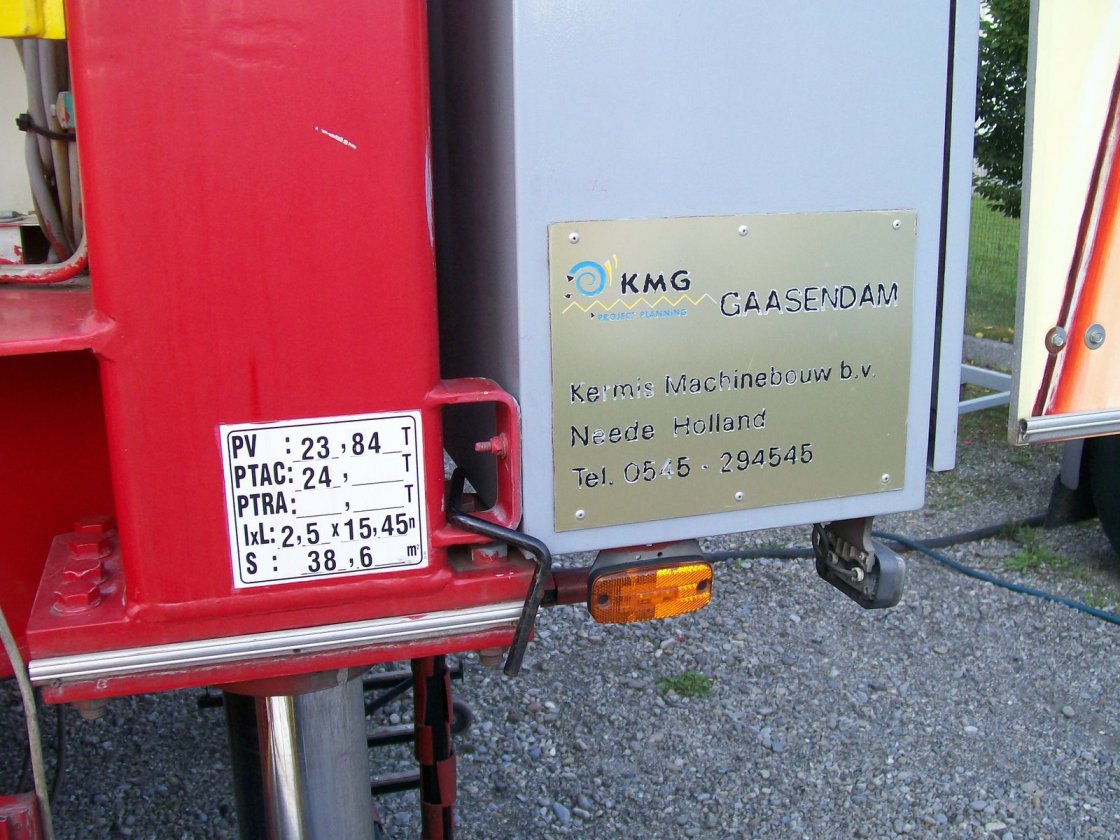 PV : 23,84 T
PTAC: 24, T
PTRA: , T
lxL: 2,5 x 15,45 m
S : 38,6 m²
KMG
PROJECT PLANNING
GAASENDAM
Kermis Machinebouw b.v.
Neede Holland
Tel. 0545 - 294545